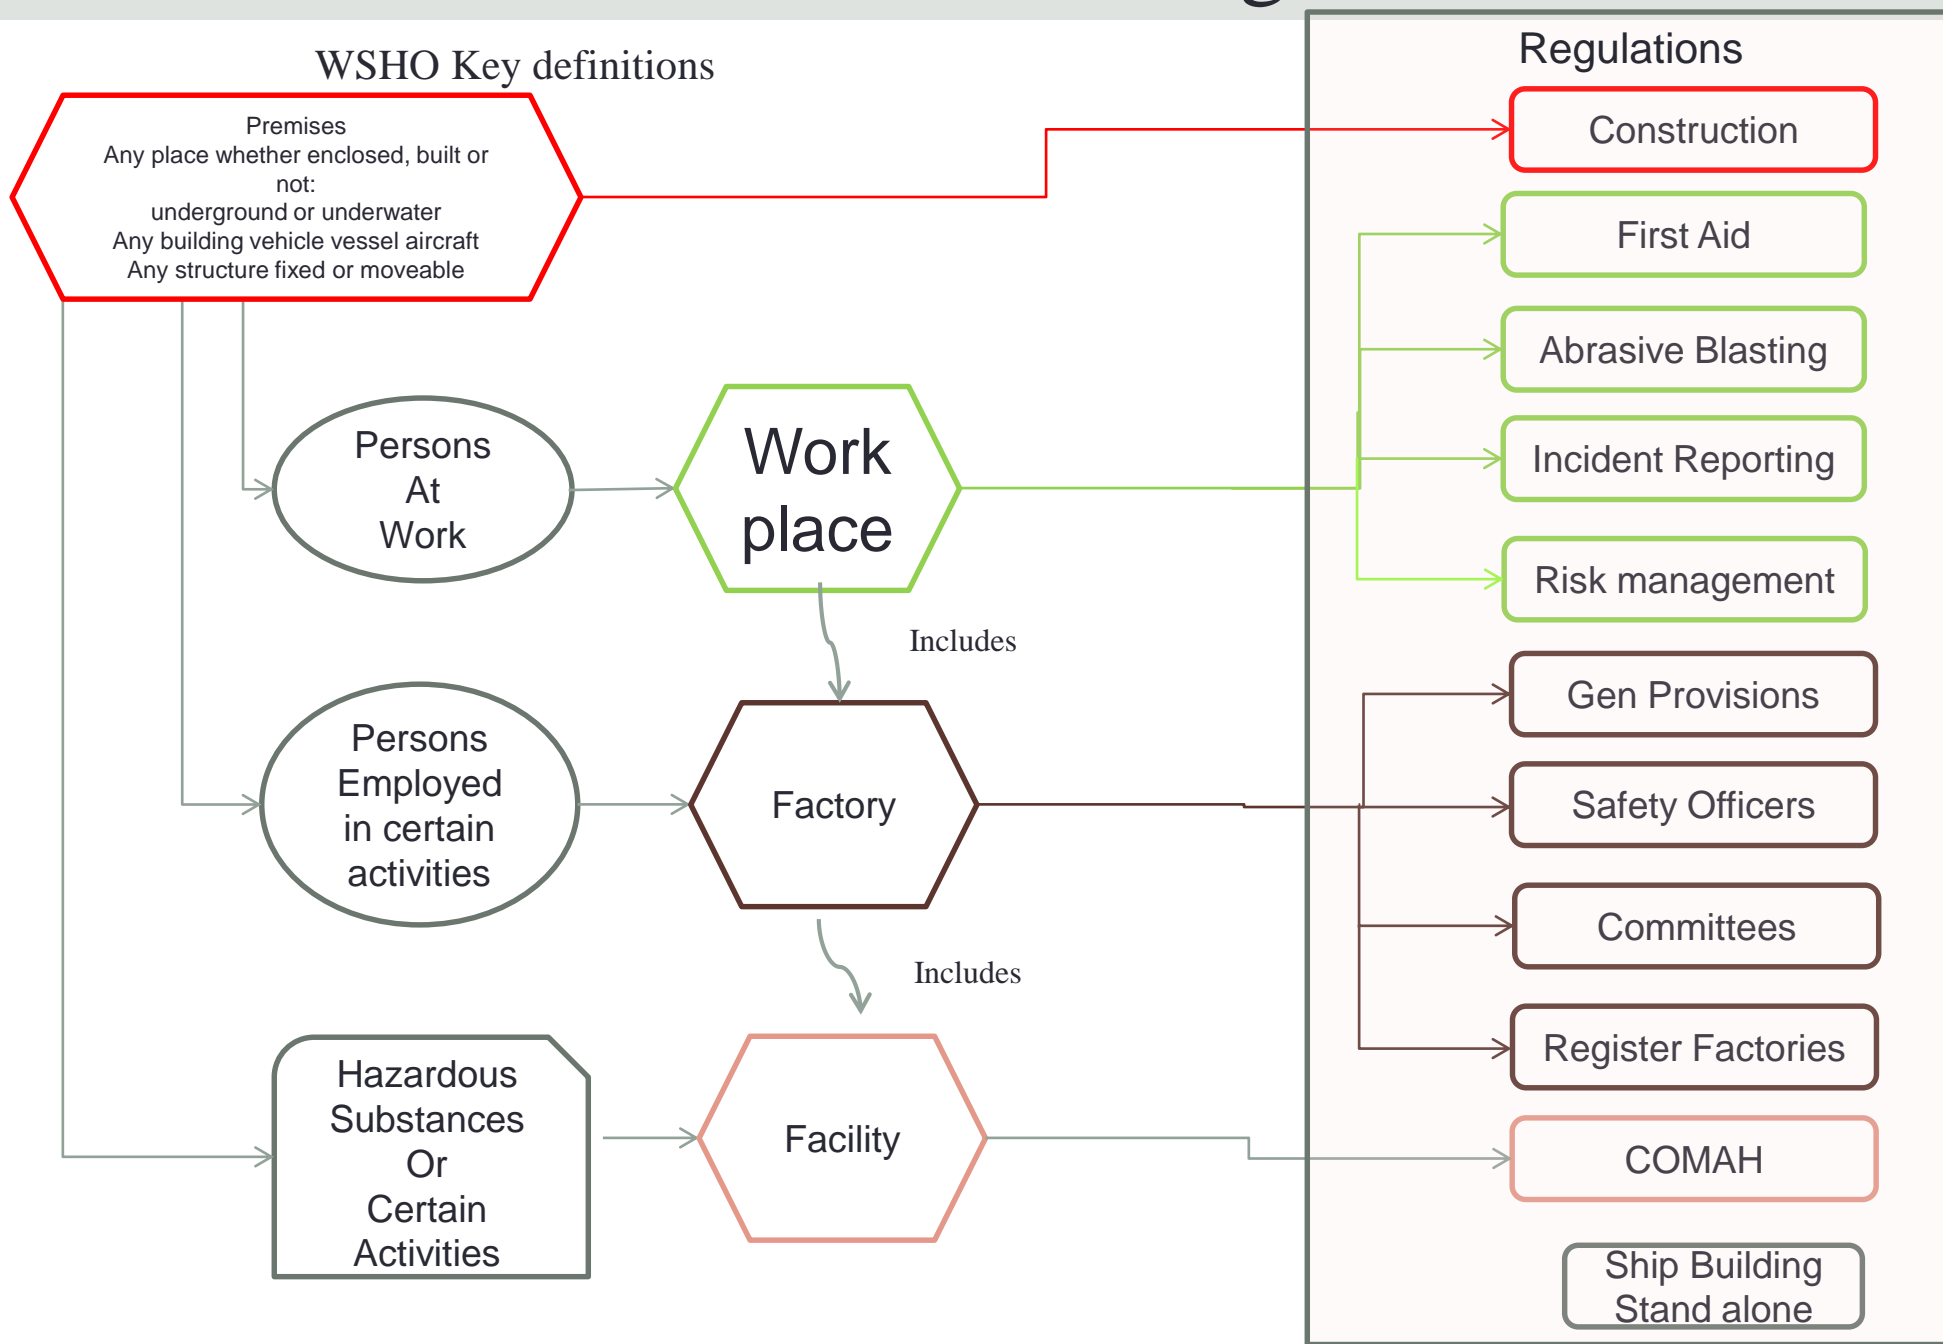 WSHO Key definitions
Premises
Any place whether enclosed, built or
not:
underground or underwater
Any building vehicle vessel aircraft
Any structure fixed or moveable
Persons
At
Work
Work
place
Includes
Persons
Employed
in certain
activities
Factory
Includes
Hazardous
Substances
Or
Certain
Activities
Facility
Regulations
Construction
First Aid
Abrasive Blasting
Incident Reporting
Risk management
Gen Provisions
Safety Officers
Committees
Register Factories
COMAH
Ship Building
Stand alone